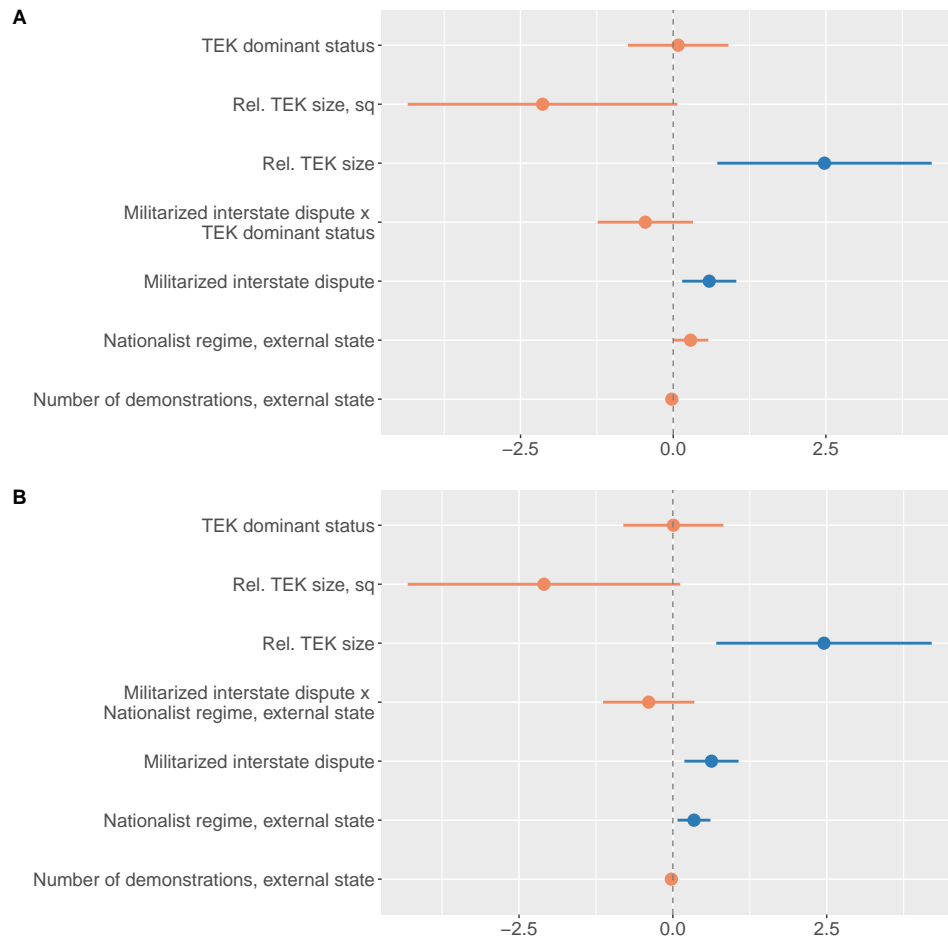 A
TEK dominant status
Rel. TEK size, sq
Rel. TEK size
Militarized interstate dispute x
TEK dominant status
Militarized interstate dispute
Nationalist regime, external state
Number of demonstrations, external state
−2.5 0.0 2.5
B
TEK dominant status
Rel. TEK size, sq
Rel. TEK size
Militarized interstate dispute x
Nationalist regime, external state
Militarized interstate dispute
Nationalist regime, external state
Number of demonstrations, external state
−2.5 0.0 2.5